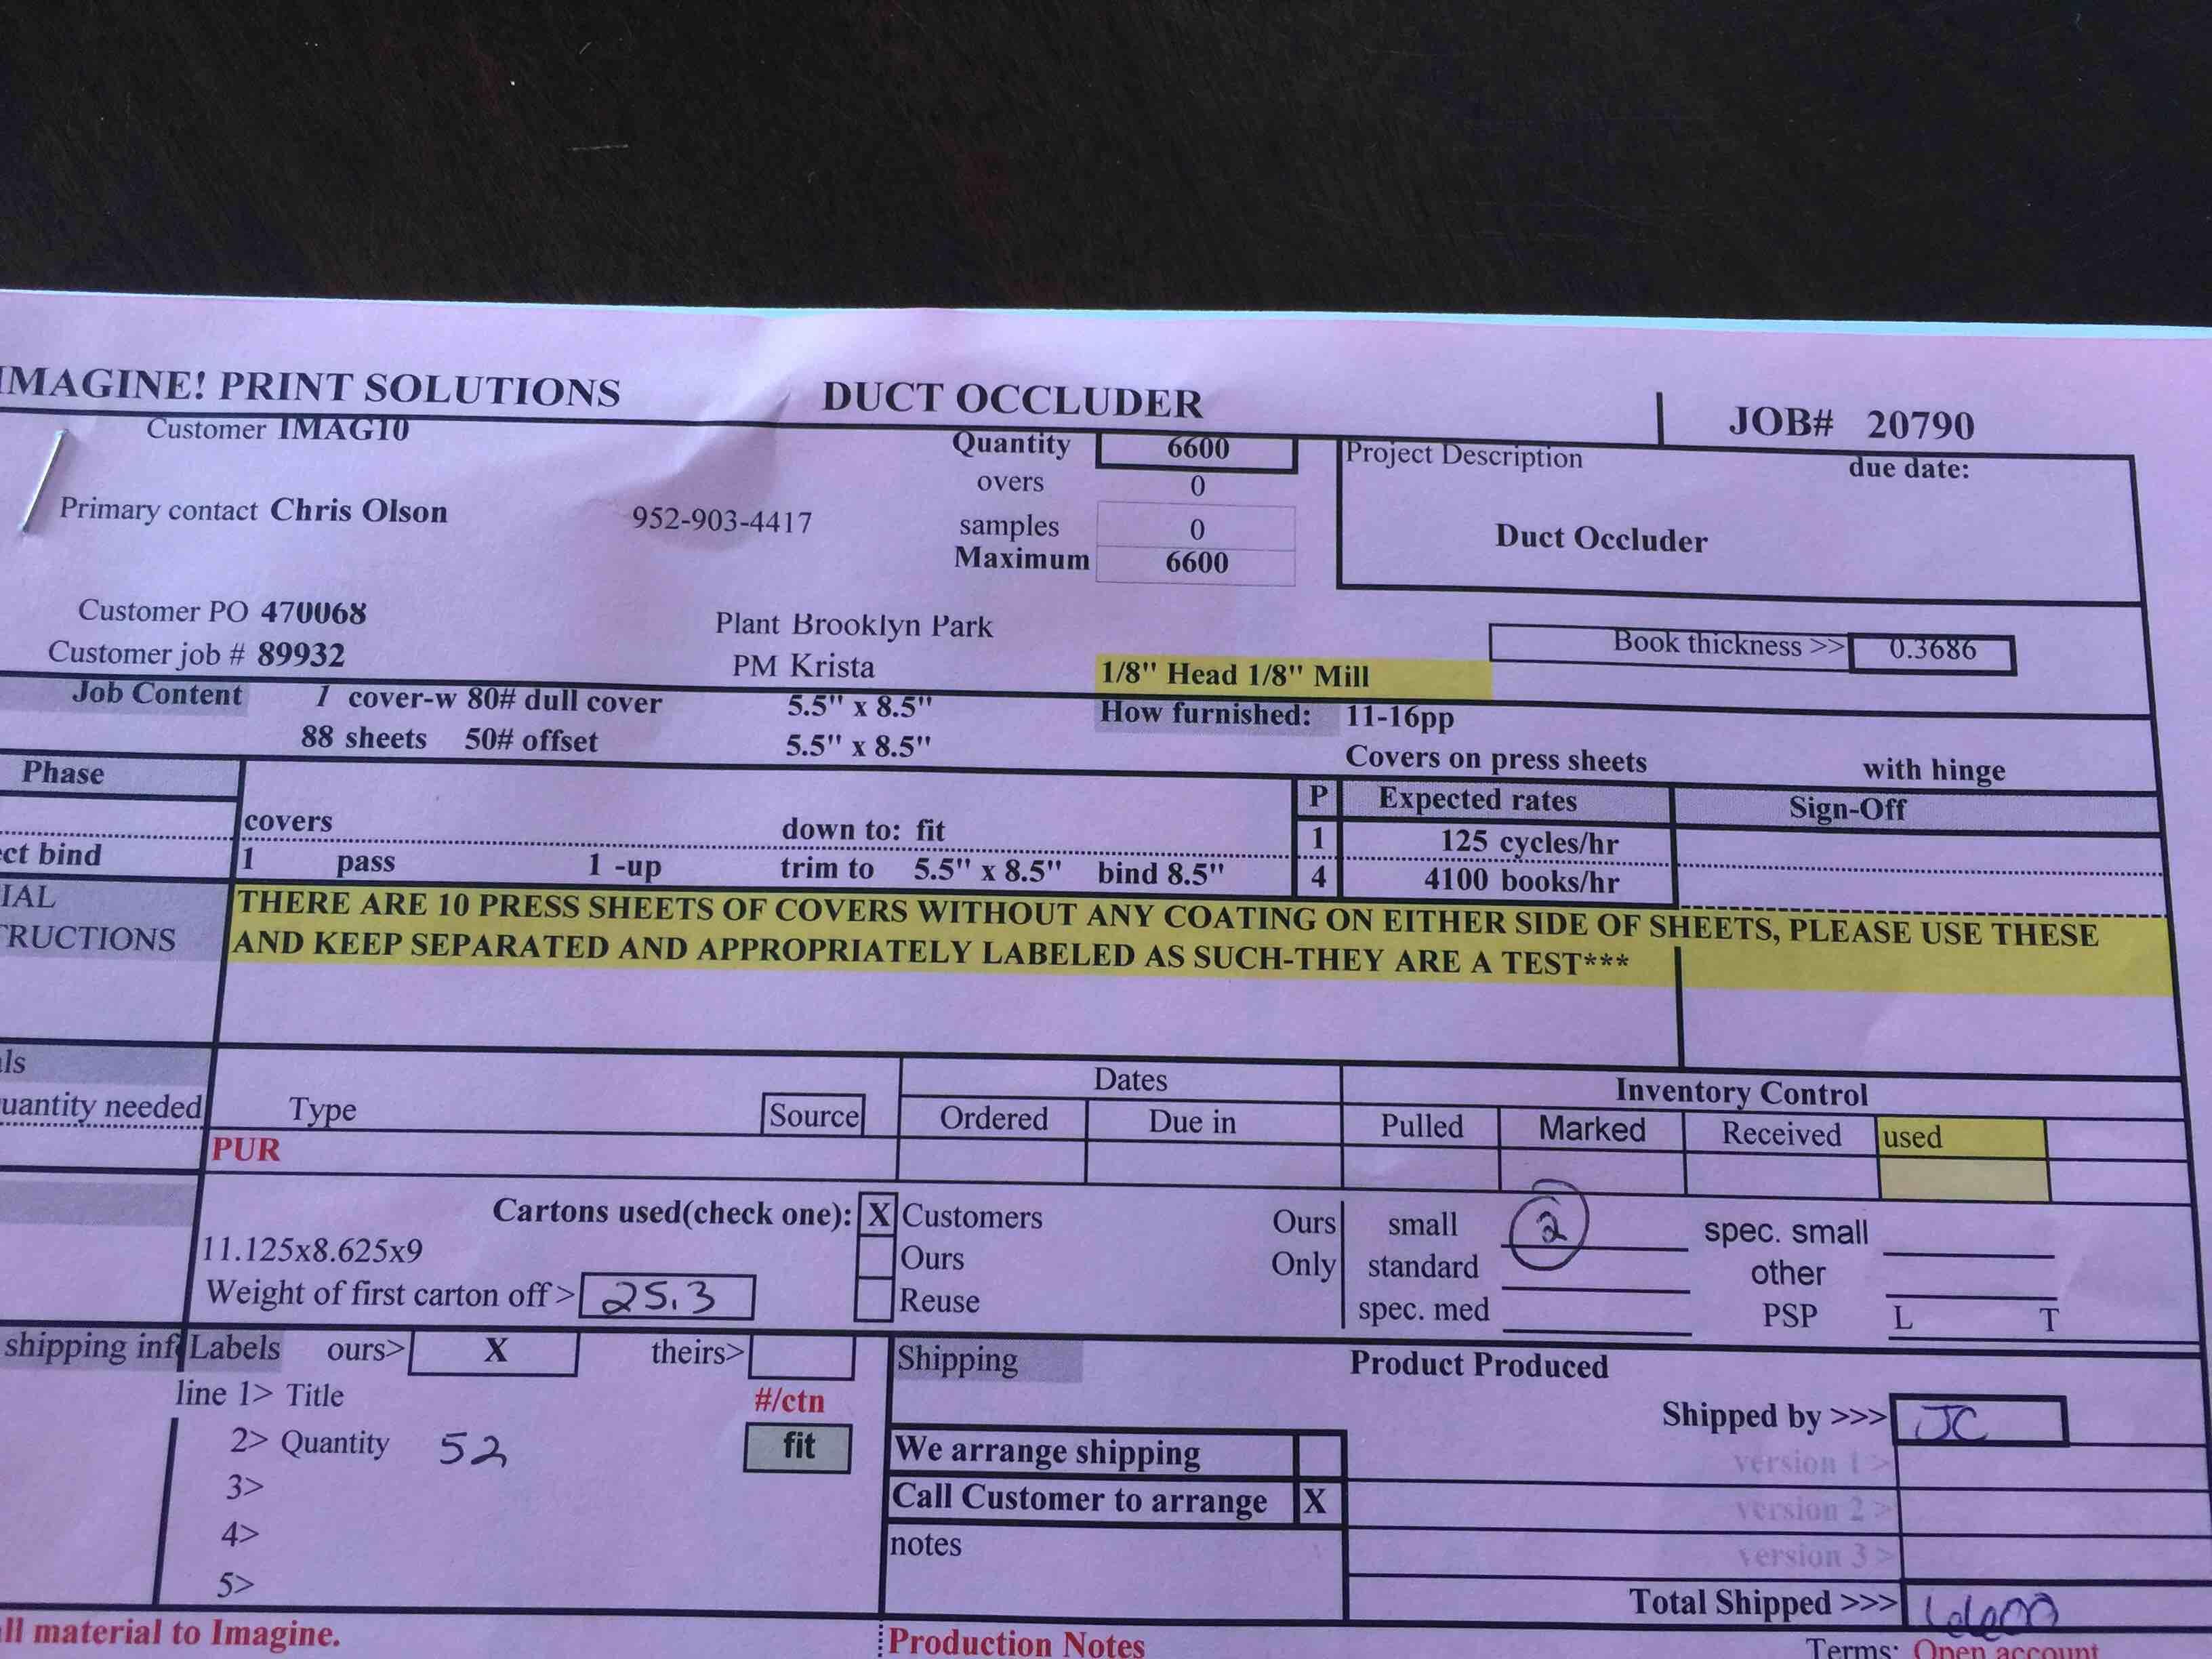 IMAGINE! PRINT SOLUTIONS DUCT OCCLUDER JOB# 20790
Customer IMAGT0 Quantity 6600 Project Description due date:
overs 0
Primary contact Chris Olson 952-903-4417 samples 0 Duct Occluder
Maximum 6600
Customer PO 470068 Plant Brooklyn Park Book thickness >> 0.3686
Customer job # 89932 PM Krista 1/8" Head 1/8" Mill
Job Content 1 cover-w 80# dull cover 5.5" x 8.5" How furnished: 11-16pp
88 sheets 50# offset 5.5" x 8.5" Covers on press sheets with hinge
Phase P Expected rates Sign-Off
covers down to: fit 1 125 cycles/hr
ct bind 1 pass 1 -up trim to 5.5" x 8.5" bind 8.5" 4 4100 books/hr
IAL THERE ARE 10 PRESS SHEETS OF COVERS WITHOUT ANY COATING ON EITHER SIDE OF SHEETS, PLEASE USE THESE
TRUCTIONS AND KEEP SEPARATED AND APPROPRIATELY LABELED AS SUCH-THEY ARE A TEST***
ls Dates Inventory Control
uantity needed Type Source Ordered Due in Pulled Marked Received used
PUR
Cartons used(check one): X Customers Ours small 2 spec. small
11.125x8.625x9 Ours Only standard other
Weight of first carton off> 25.3 Reuse spec. med PSP L T
shipping inf Labels ours> X theirs> Shipping Product Produced
line 1> Title #/ctn Shipped by >>> JC
2> Quantity 52 fit We arrange shipping version 1 >
3> Call Customer to arrange X version 2 >
4> notes version 3 >
5> Total Shipped >>> 6600
ll material to Imagine. Production Notes Terms: Open account